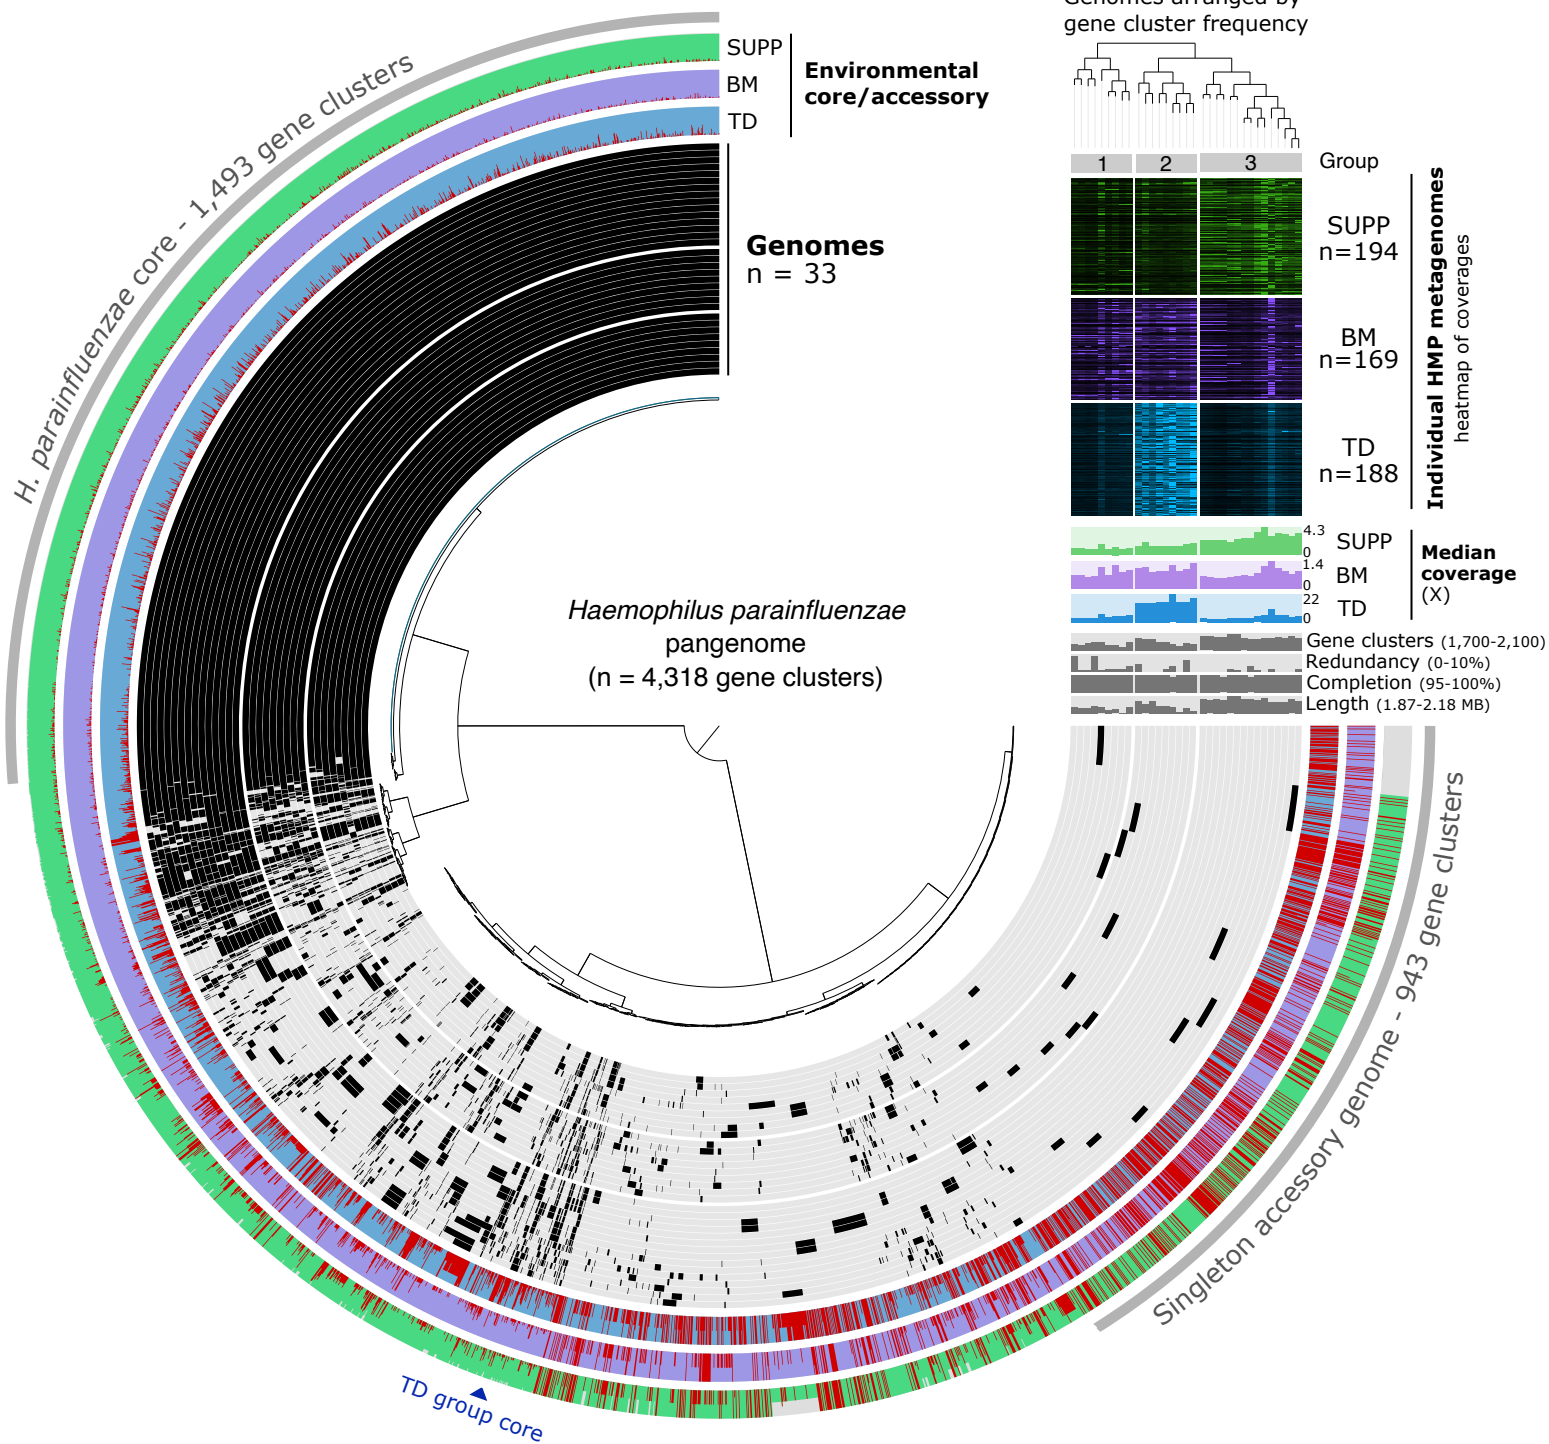 Genomes arranged by
gene cluster frequency
SUPP
BM
TD
Environmental
core/accessory
H. parainfluenzae core - 1,493 gene clusters
Genomes
n = 33
1 2 3 Group
SUPP
n=194
BM
n=169
TD
n=188
Individual HMP metagenomes
heatmap of coverages
4.3
0
SUPP
1.4
0
BM
22
0
TD
Median
coverage
(X)
Gene clusters (1,700-2,100)
Redundancy (0-10%)
Completion (95-100%)
Length (1.87-2.18 MB)
Haemophilus parainfluenzae
pangenome
(n = 4,318 gene clusters)
Singleton accessory genome - 943 gene clusters
TD group core